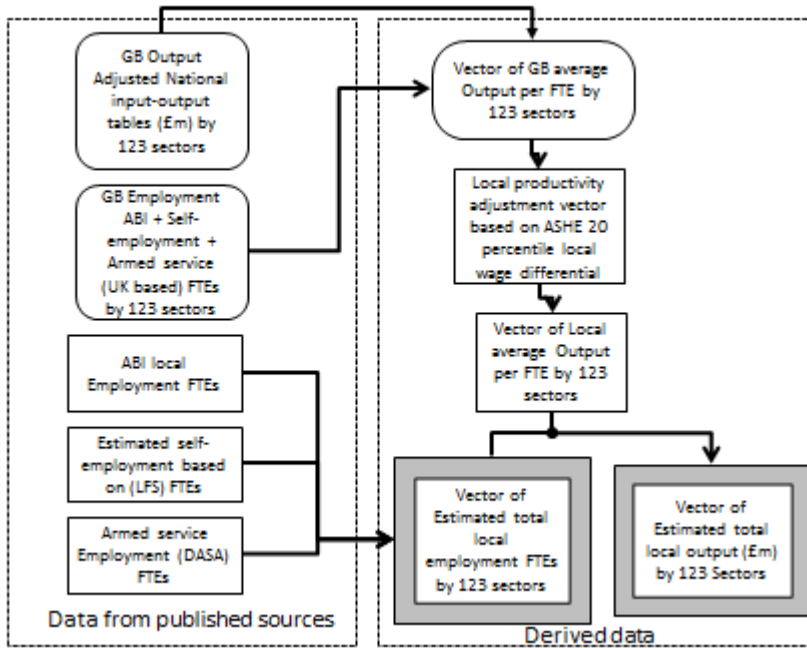 GB Output
Adjusted National
input-output
tables (£m) by
123 sectors
GB Employment
ABI + Self-
employment +
Armed service
(UK based) FTEs
by 123 sectors
ABI local
Employment FTEs
Estimated self-
employment based
on (LFS) FTEs
Armed service
Employment (DASA)
FTEs
Data from published sources
Vector of GB average
Output per FTE by
123 sectors
Local productivity
adjustment vector
based on ASHE 20
percentile local
wage differential
Vector of Local
average Output
per FTE by 123
sectors
Vector of
Estimated total
local
employment FTEs
by 123 sectors
Vector of
Estimated total
local output (£m)
by 123 Sectors
Derived data